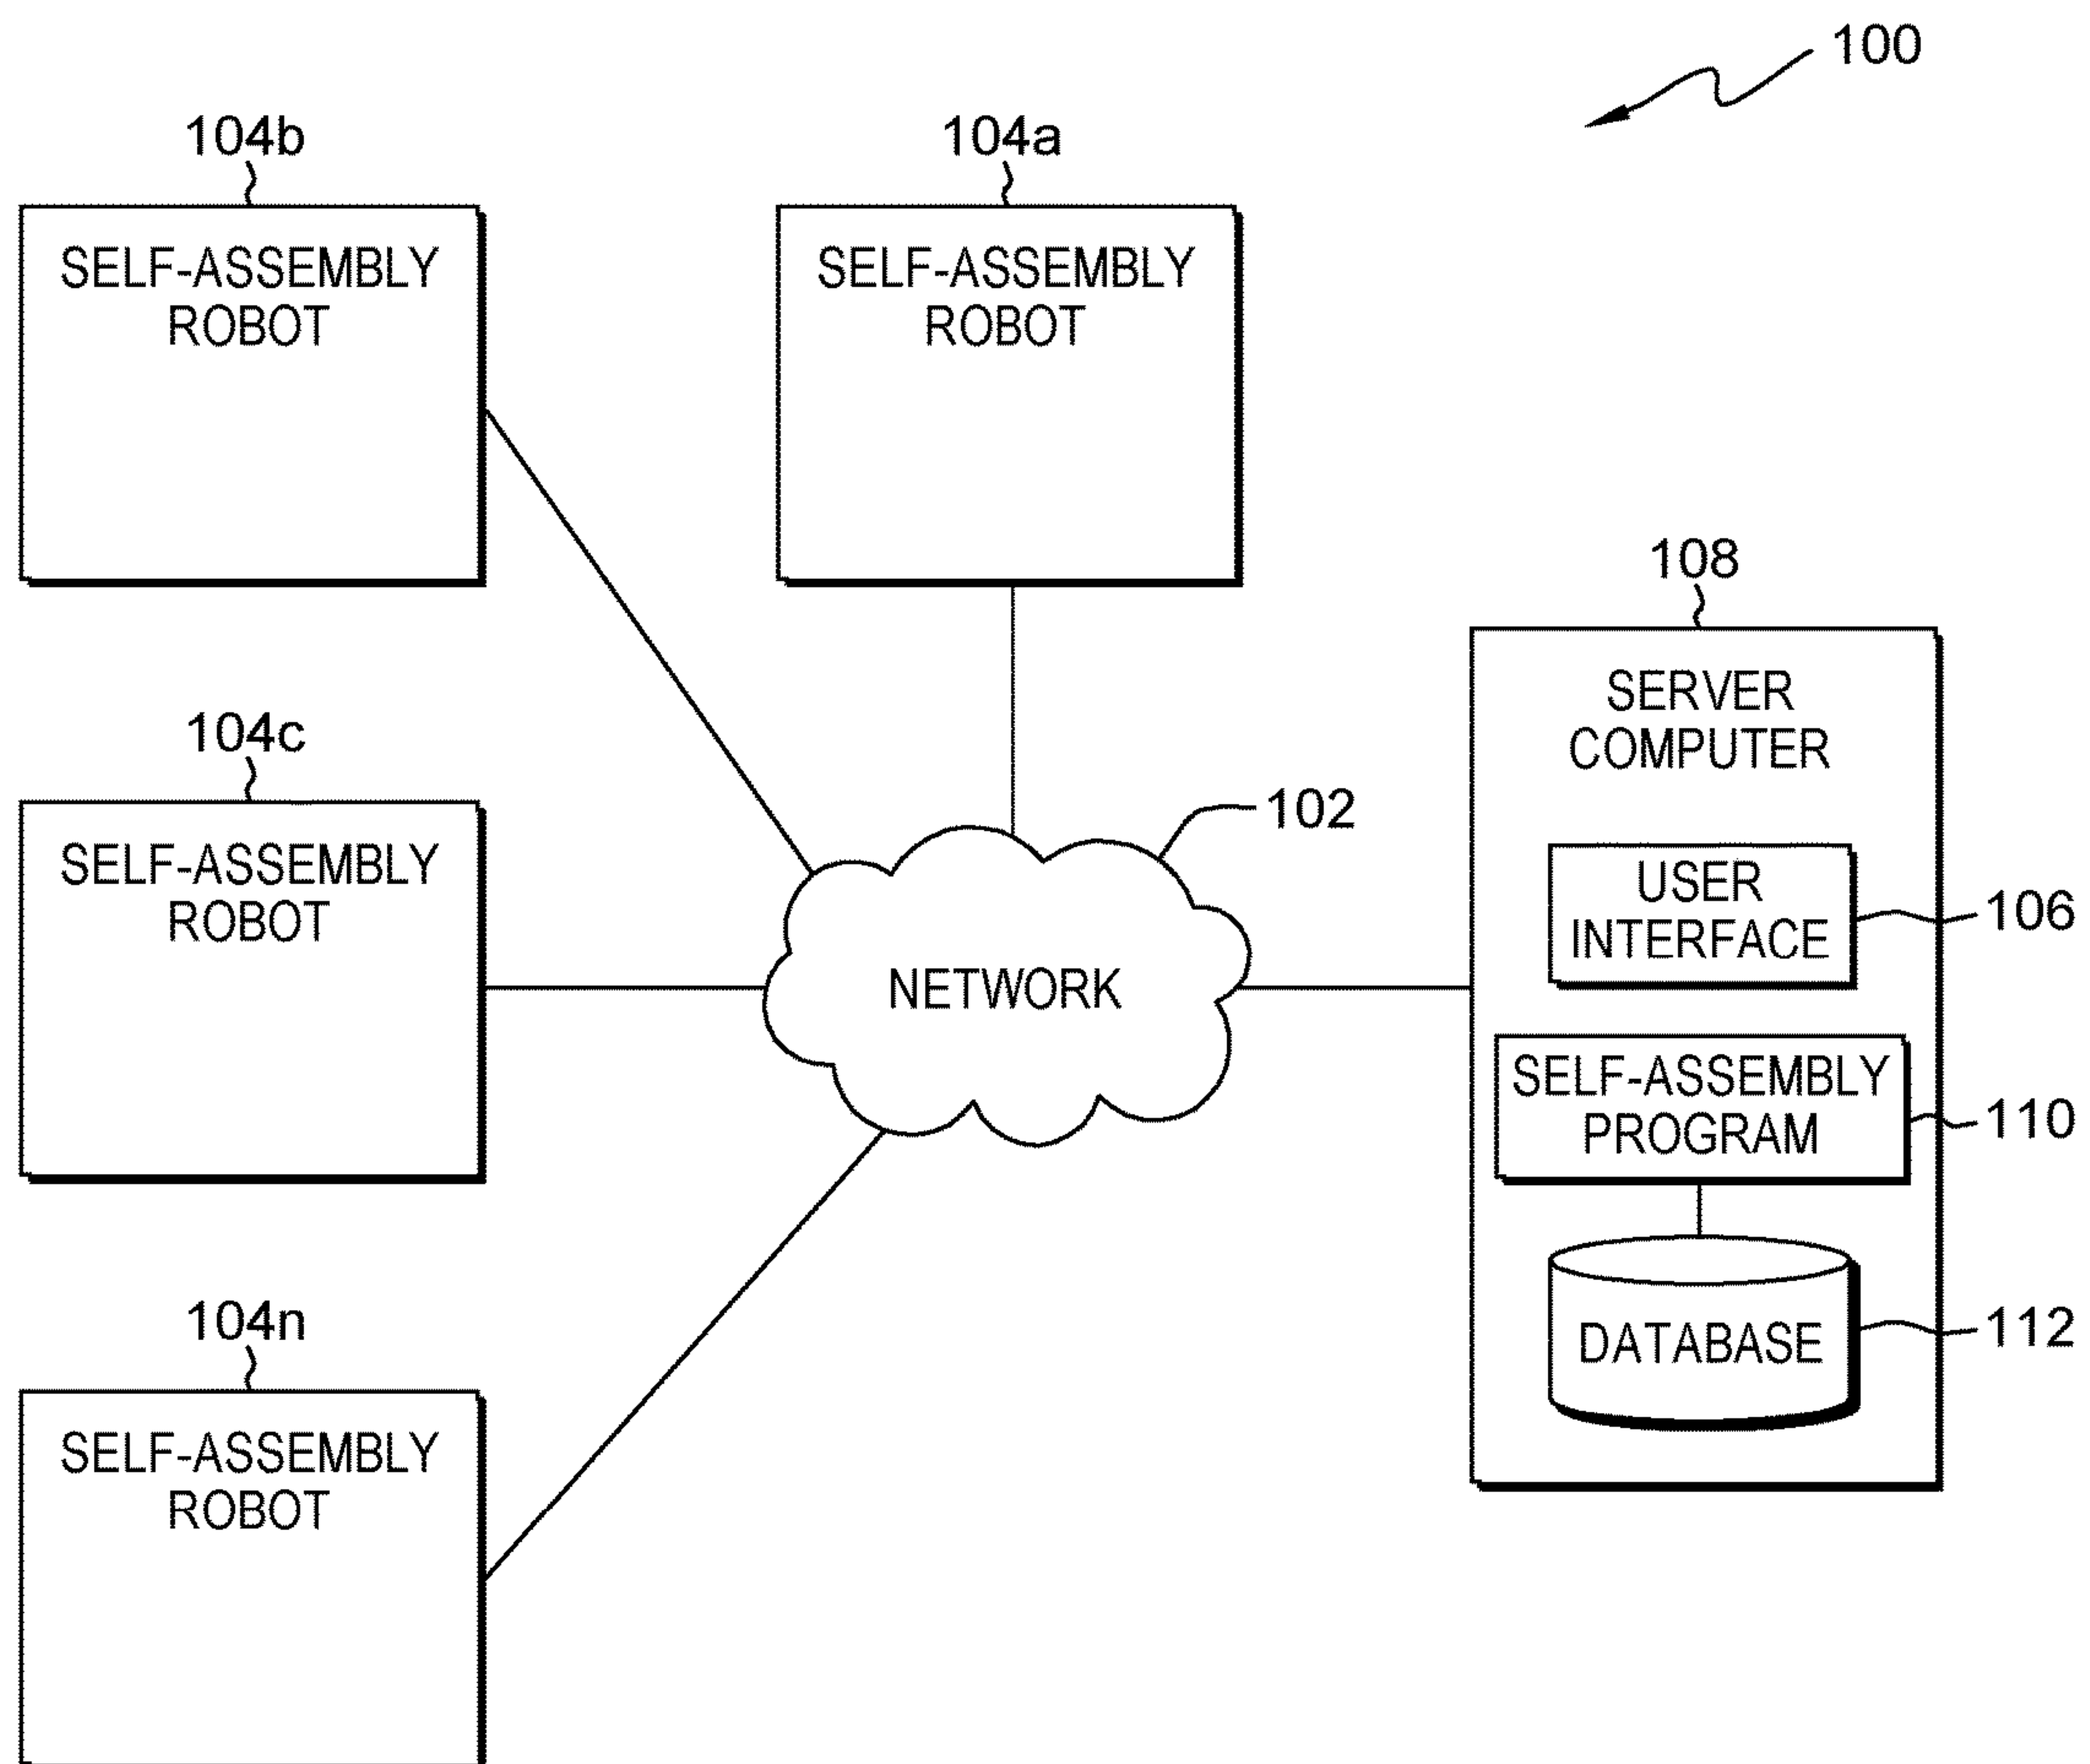 100
104b
SELF-ASSEMBLY
ROBOT
104a
SELF-ASSEMBLY
ROBOT
104c
SELF-ASSEMBLY
ROBOT
104n
SELF-ASSEMBLY
ROBOT
102
NETWORK
108
SERVER
COMPUTER
USER
INTERFACE
106
SELF-ASSEMBLY
PROGRAM
110
DATABASE
112